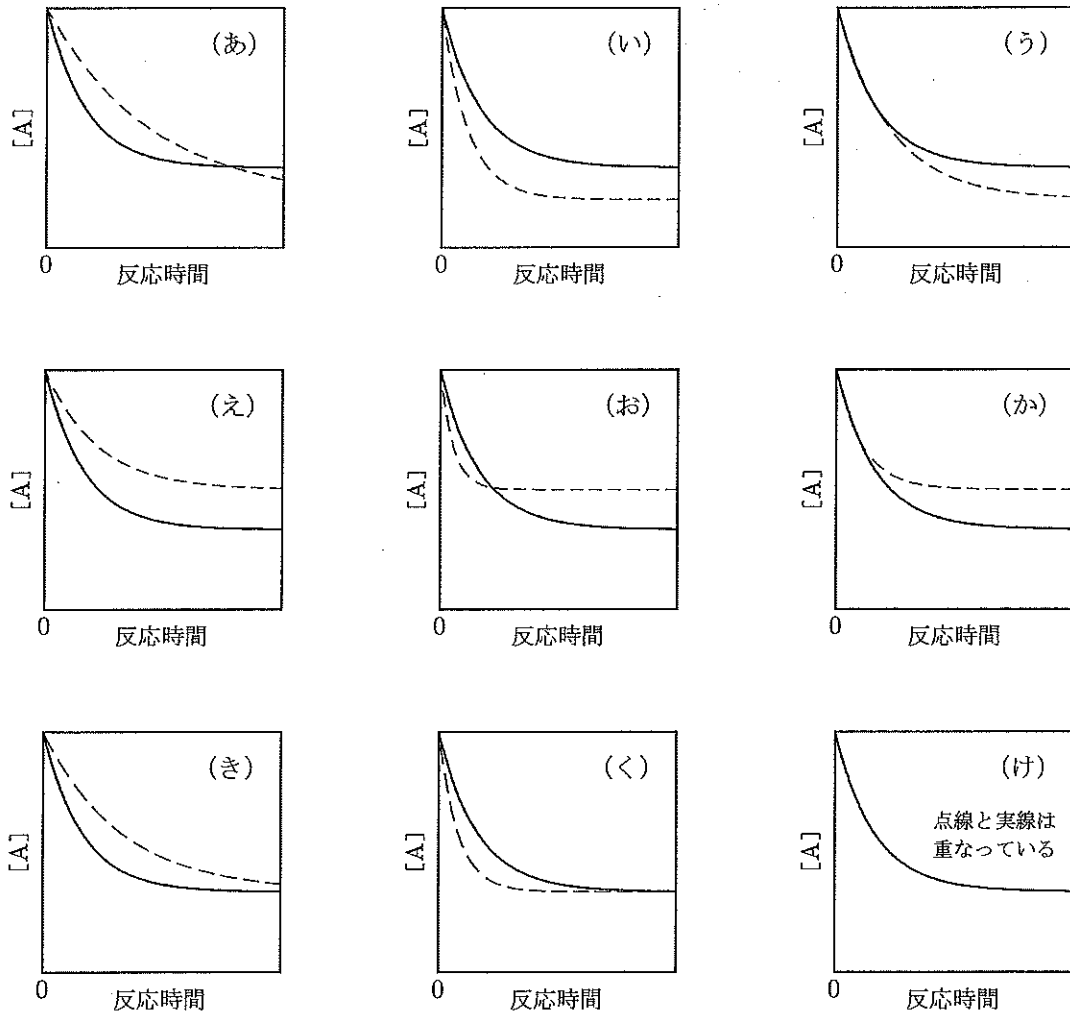 (あ)
[A]
0
反応時間
(い)
[A]
0
反応時間
(う)
[A]
0
反応時間
(え)
[A]
0
反応時間
(お)
[A]
0
反応時間
(か)
[A]
0
反応時間
(き)
[A]
0
反応時間
(く)
[A]
0
反応時間
(け)
点線と実線は
重なっている
[A]
0
反応時間